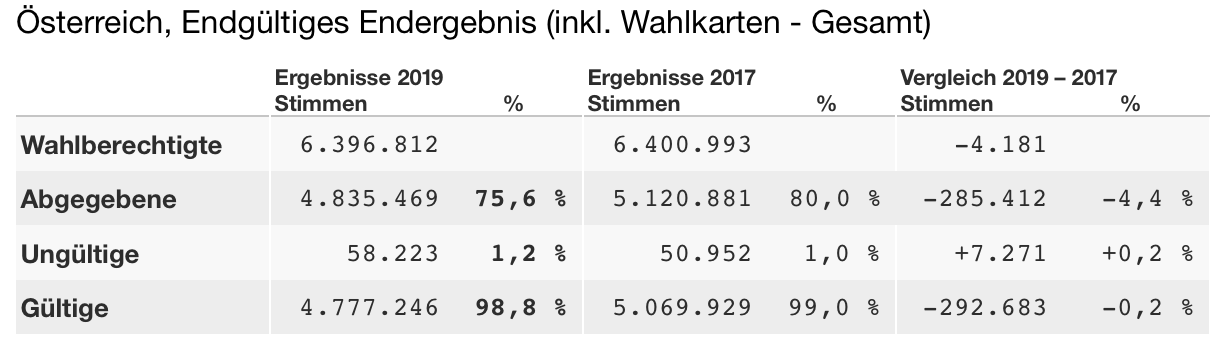 Österreich, Endgültiges Endergebnis (inkl. Wahlkarten - Gesamt)
Ergebnisse 2019 Ergebnisse 2017 Vergleich 2019 – 2017
Stimmen % Stimmen % Stimmen %
Wahlberechtigte 6.396.812 6.400.993 −4.181
Abgegebene 4.835.469 75,6 % 5.120.881 80,0 % −285.412 −4,4 %
Ungültige 58.223 1,2 % 50.952 1,0 % +7.271 +0,2 %
Gültige 4.777.246 98,8 % 5.069.929 99,0 % −292.683 −0,2 %